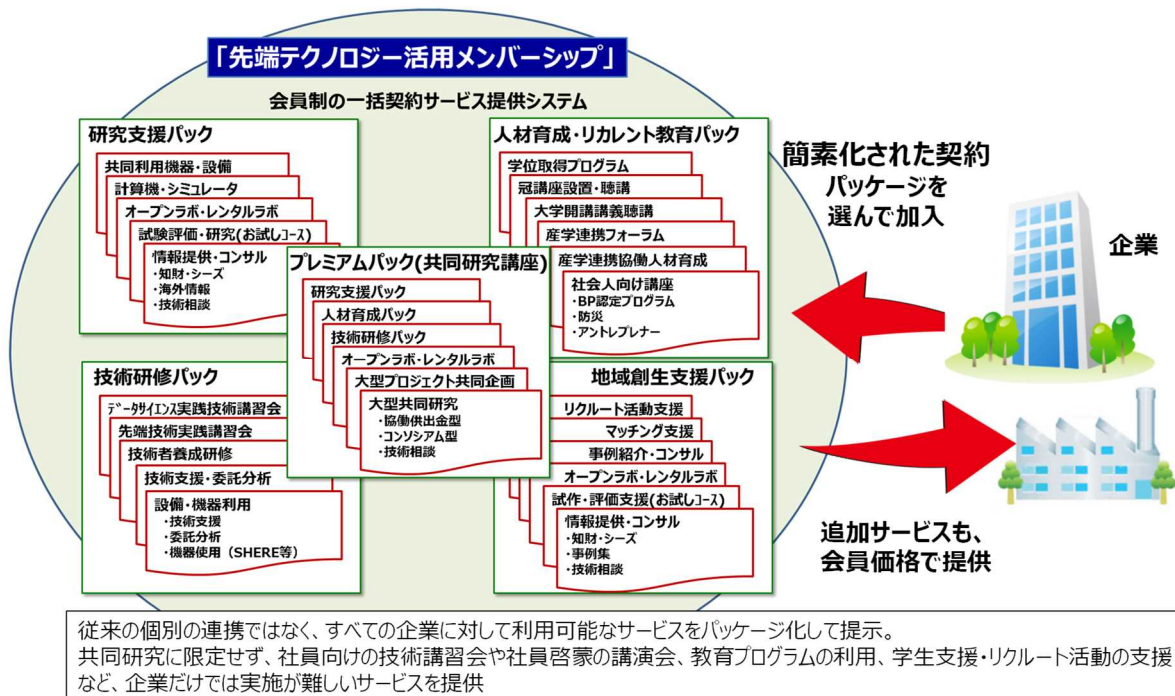 「先端テクノロジー活用メンバーシップ」
会員制の一括契約サービス提供システム
研究支援パック
共同利用機器・設備
計算機・シミュレータ
オープンラボ・レンタルラボ
試験評価・研究(お試しコース)
情報提供・コンサル
・知財・シーズ
・海外情報
・技術相談
人材育成・リカレント教育パック
学位取得プログラム
冠講座設置・聴講
大学開講講義聴講
産学連携フォーラム
産学連携協働人材育成
社会人向け講座
・BP認定プログラム
・防災
・アントレプレナー
プレミアムパック(共同研究講座)
研究支援パック
人材育成パック
技術研修パック
オープンラボ・レンタルラボ
大型プロジェクト共同企画
大型共同研究
・協働供出金型
・コンソシアム型
・技術相談
技術研修パック
データサイエンス実践技術講習会
先端技術実践講習会
技術者養成研修
技術支援・委託分析
設備・機器利用
・技術支援
・委託分析
・機器使用（SHERE等）
地域創生支援パック
リクルート活動支援
マッチング支援
事例紹介・コンサル
オープンラボ・レンタルラボ
試作・評価支援(お試しコース)
情報提供・コンサル
・知財・シーズ
・事例集
・技術相談
簡素化された契約
パッケージを
選んで加入
企業
追加サービスも、
会員価格で提供
従来の個別の連携ではなく、すべての企業に対して利用可能なサービスをパッケージ化して提示。
共同研究に限定せず、社員向けの技術講習会や社員啓蒙の講演会、教育プログラムの利用、学生支援・リクルート活動の支援
など、企業だけでは実施が難しいサービスを提供